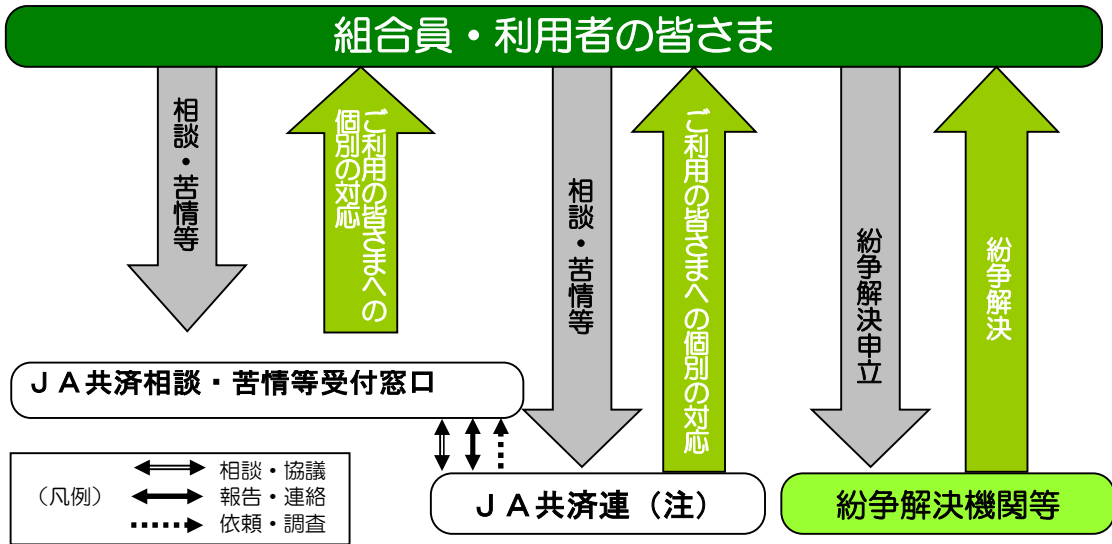 組合員・利用者の皆さま
相談・苦情等
ご利用の皆さまへの
個別の対応
相談・苦情等
ご利用の皆さまへの個別の対応
紛争解決申立
紛争解決
ＪＡ共済相談・苦情等受付窓口
（凡例）
相談・協議
報告・連絡
依頼・調査
ＪＡ共済連（注）
紛争解決機関等